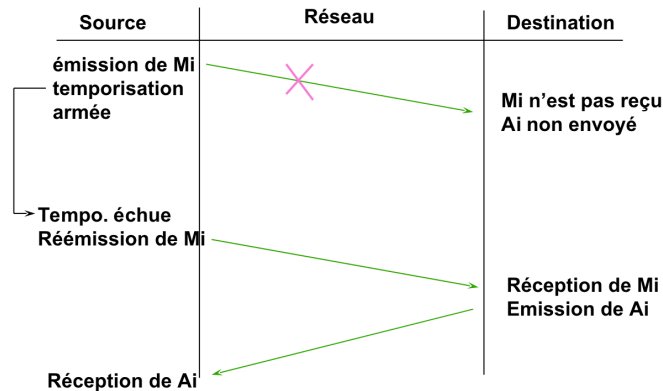 Source
Réseau
Destination
émission de Mi
temporisation
armée
Mi n'est pas reçu
Ai non envoyé
Tempo. échue
Réémission de Mi
Réception de Mi
Emission de Ai
Réception de Ai